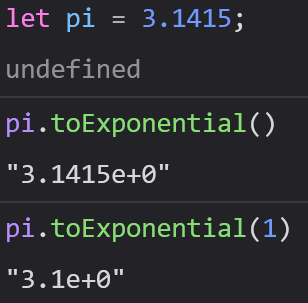 let pi = 3.1415;
undefined
pi.toExponential()
"3.1415e+0"
pi.toExponential(1)
"3.1e+0"